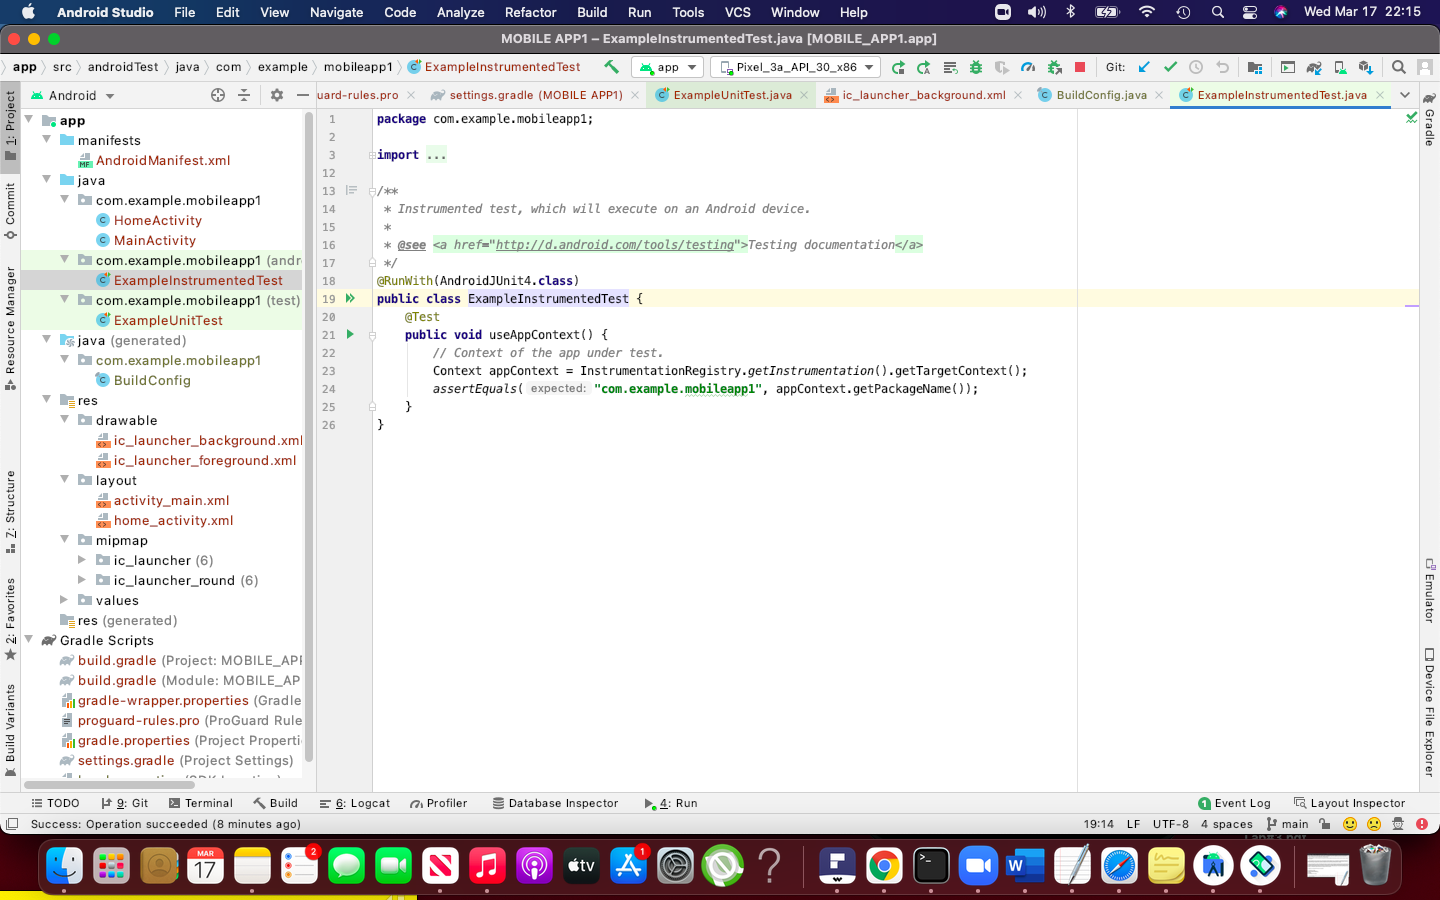 Android Studio File Edit View Navigate Code Analyze Refactor Build Run Tools VCS Window Help Wed Mar 17 22:15
MOBILE APP1 – ExampleInstrumentedTest.java [MOBILE_APP1.app]
app src androidTest java com example mobileapp1 ExampleInstrumentedTest app Pixel_3a_API_30_x86 Git:
Android
uard-rules.pro settings.gradle (MOBILE APP1) ExampleUnitTest.java ic_launcher_background.xml BuildConfig.java ExampleInstrumentedTest.java
1: Project
Commit
Resource Manager
Z: Structure
2: Favorites
Build Variants
app
manifests
AndroidManifest.xml
java
com.example.mobileapp1
HomeActivity
MainActivity
com.example.mobileapp1 (andr
ExampleInstrumentedTest
com.example.mobileapp1 (test)
ExampleUnitTest
java (generated)
com.example.mobileapp1
BuildConfig
res
drawable
ic_launcher_background.xml
ic_launcher_foreground.xml
layout
activity_main.xml
home_activity.xml
mipmap
ic_launcher (6)
ic_launcher_round (6)
values
res (generated)
Gradle Scripts
build.gradle (Project: MOBILE_APP
build.gradle (Module: MOBILE_AP
gradle-wrapper.properties (Gradle
proguard-rules.pro (ProGuard Rule
gradle.properties (Project Properti
settings.gradle (Project Settings)
1 package com.example.mobileapp1;
2
3 import ...
12
13 /**
14 * Instrumented test, which will execute on an Android device.
15 *
16 * @see <a href="http://d.android.com/tools/testing">Testing documentation</a>
17 */
18 @RunWith(AndroidJUnit4.class)
19 public class ExampleInstrumentedTest {
20 @Test
21 public void useAppContext() {
22 // Context of the app under test.
23 Context appContext = InstrumentationRegistry.getInstrumentation().getTargetContext();
24 assertEquals( expected: "com.example.mobileapp1", appContext.getPackageName());
25 }
26 }
Gradle
Emulator
Device File Explorer
TODO 9: Git Terminal Build 6: Logcat Profiler Database Inspector 4: Run 1 Event Log Layout Inspector
Success: Operation succeeded (8 minutes ago) 19:14 LF UTF-8 4 spaces main
MAR
17
2
tv
1
W